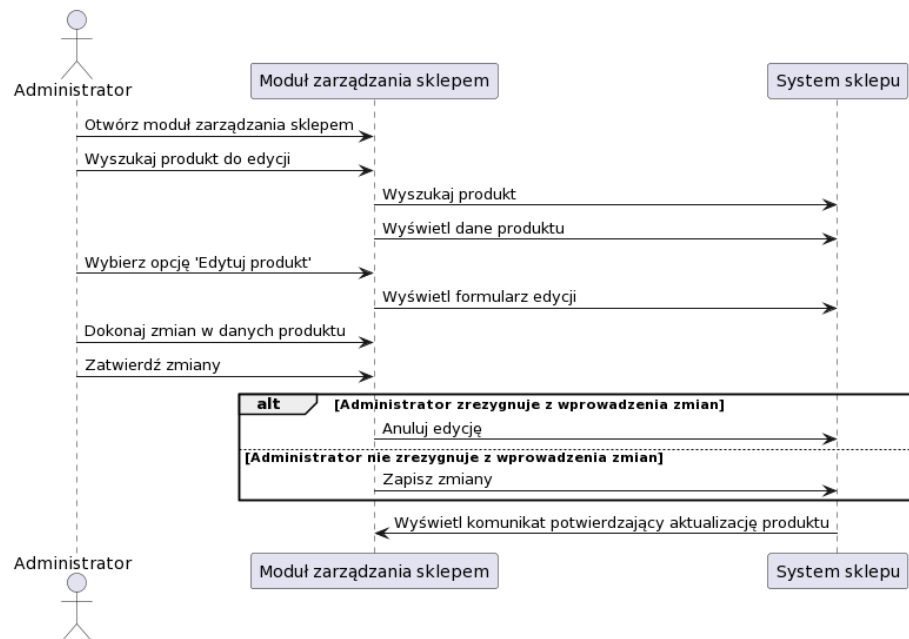 Administrator
Moduł zarządzania sklepem
System sklepu
Otwórz moduł zarządzania sklepem
Wyszukaj produkt do edycji
Wyszukaj produkt
Wyświetl dane produktu
Wybierz opcję 'Edytuj produkt'
Wyświetl formularz edycji
Dokonaj zmian w danych produktu
Zatwierdź zmiany
alt [Administrator zrezygnuje z wprowadzenia zmian]
Anuluj edycję
[Administrator nie zrezygnuje z wprowadzenia zmian]
Zapisz zmiany
Wyświetl komunikat potwierdzający aktualizację produktu
Administrator
Moduł zarządzania sklepem
System sklepu